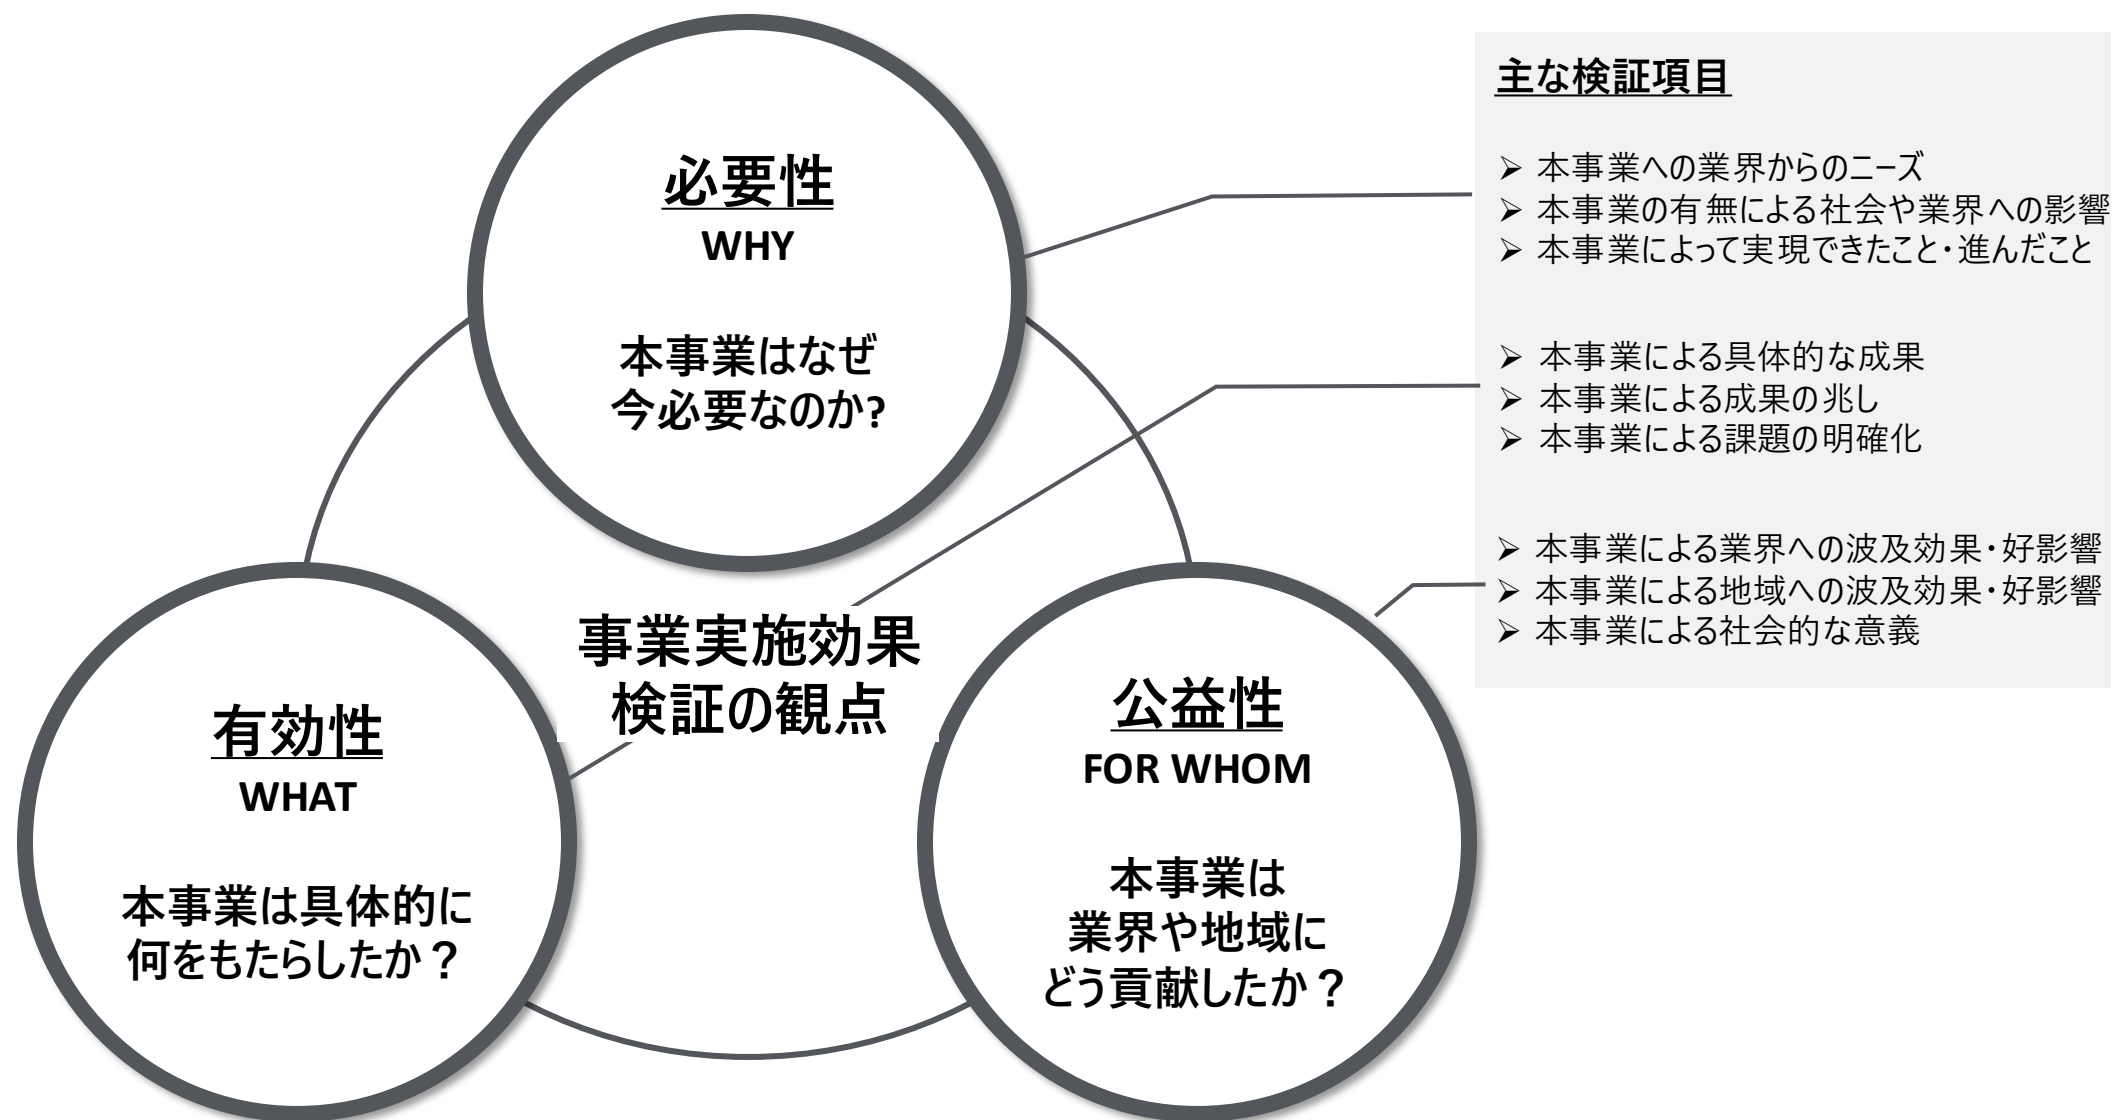 必要性
WHY
本事業はなぜ
今必要なのか?
事業実施効果
検証の観点
有効性
WHAT
本事業は具体的に
何をもたらしたか？
公益性
FOR WHOM
本事業は
業界や地域に
どう貢献したか？
主な検証項目
➢ 本事業への業界からのニーズ
➢ 本事業の有無による社会や業界への影響
➢ 本事業によって実現できたこと・進んだこと
➢ 本事業による具体的な成果
➢ 本事業による成果の兆し
➢ 本事業による課題の明確化
➢ 本事業による業界への波及効果・好影響
➢ 本事業による地域への波及効果・好影響
➢ 本事業による社会的な意義